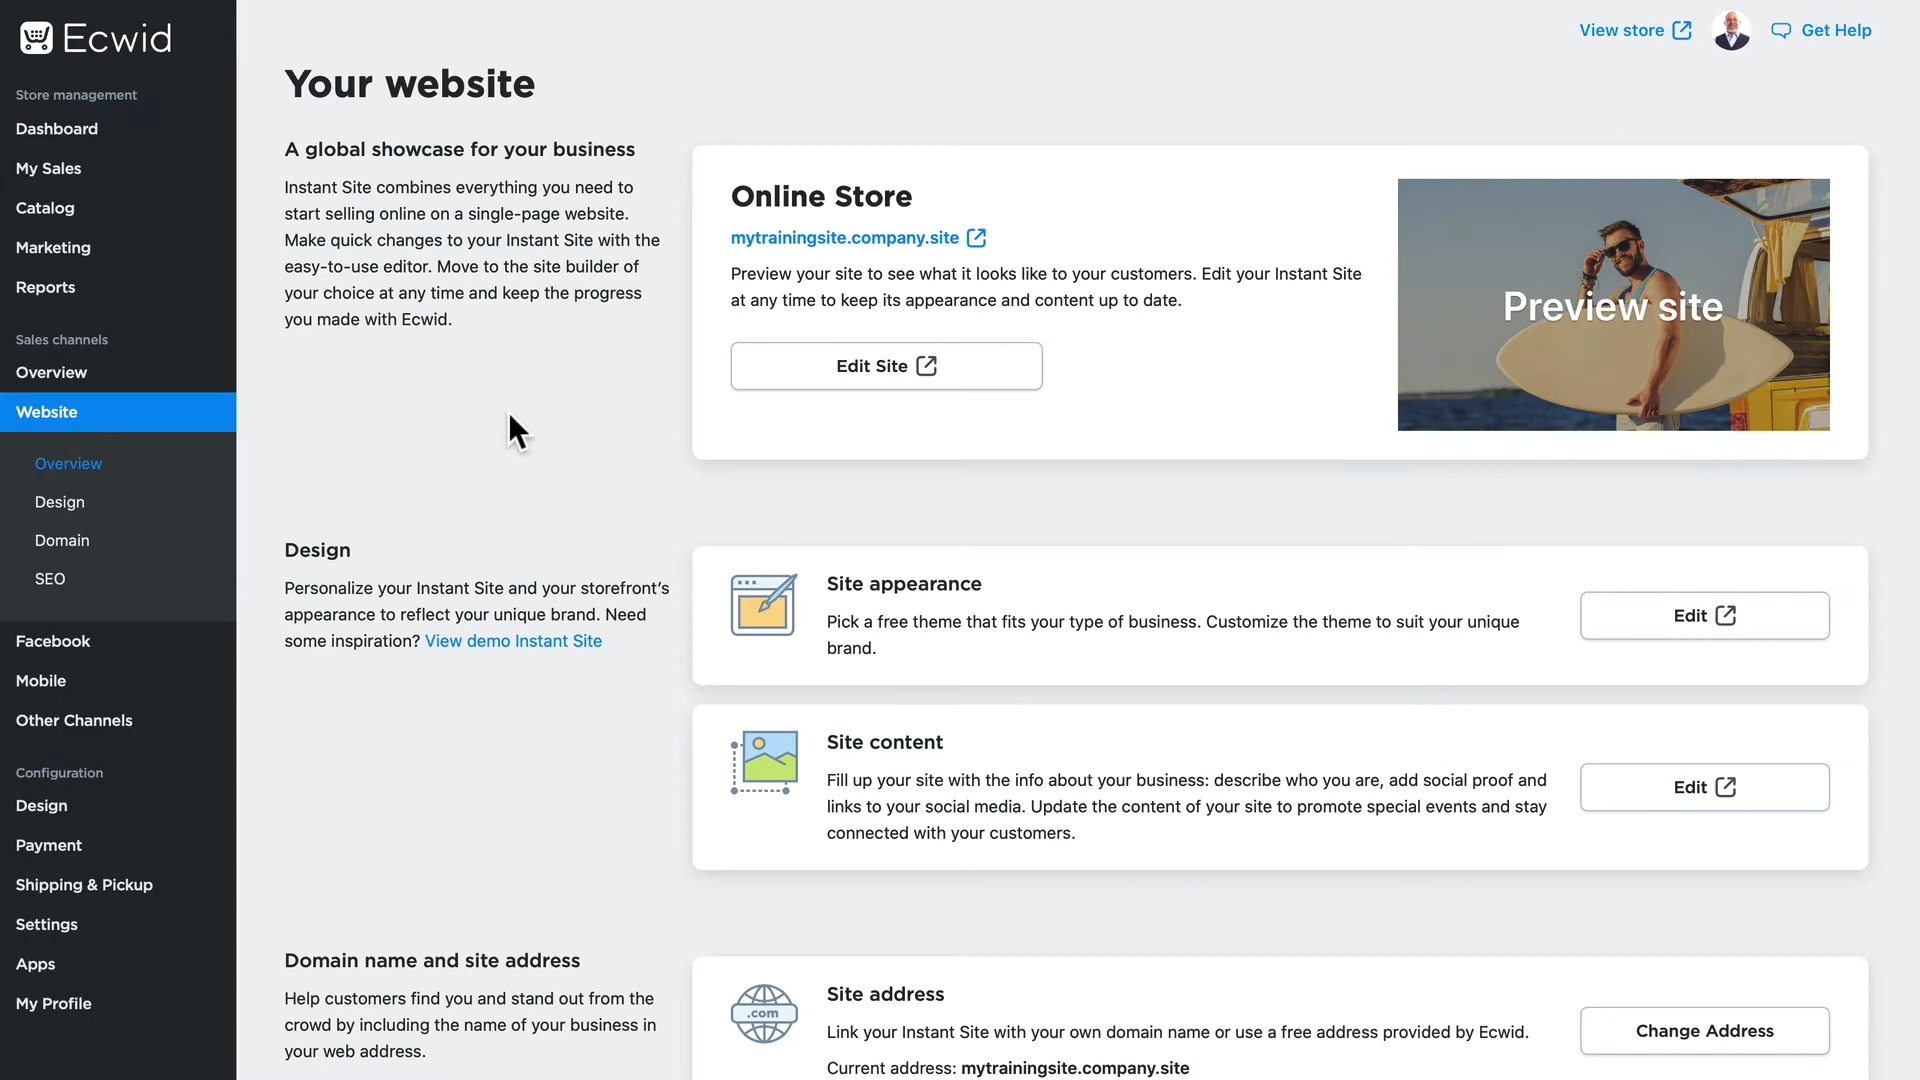 Ecwid
Store management
Dashboard
My Sales
Catalog
Marketing
Reports
Sales channels
Overview
Website
Overview
Design
Domain
SEO
Facebook
Mobile
Other Channels
Configuration
Design
Payment
Shipping & Pickup
Settings
Apps
My Profile
View store
Get Help
Your website
A global showcase for your business
Instant Site combines everything you need to
start selling online on a single-page website.
Make quick changes to your Instant Site with the
easy-to-use editor. Move to the site builder of
your choice at any time and keep the progress
you made with Ecwid.
Online Store
mytrainingsite.company.site
Preview your site to see what it looks like to your customers. Edit your Instant Site
at any time to keep its appearance and content up to date.
Edit Site
Preview site
Design
Personalize your Instant Site and your storefront's
appearance to reflect your unique brand. Need
some inspiration? View demo Instant Site
Site appearance
Pick a free theme that fits your type of business. Customize the theme to suit your unique
brand.
Edit
Site content
Fill up your site with the info about your business: describe who you are, add social proof and
links to your social media. Update the content of your site to promote special events and stay
connected with your customers.
Edit
Domain name and site address
Help customers find you and stand out from the
crowd by including the name of your business in
your web address.
.com
Site address
Link your Instant Site with your own domain name or use a free address provided by Ecwid.
Current address: mytrainingsite.company.site
Change Address